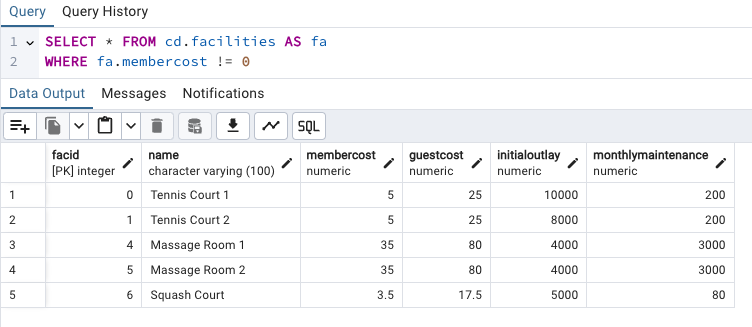 Query Query History
1 SELECT * FROM cd.facilities AS fa
2 WHERE fa.membercost != 0
Data Output Messages Notifications
SQL
facid name membercost guestcost initialoutlay monthlymaintenance
[PK] integer character varying (100) numeric numeric numeric numeric
1 0 Tennis Court 1 5 25 10000 200
2 1 Tennis Court 2 5 25 8000 200
3 4 Massage Room 1 35 80 4000 3000
4 5 Massage Room 2 35 80 4000 3000
5 6 Squash Court 3.5 17.5 5000 80